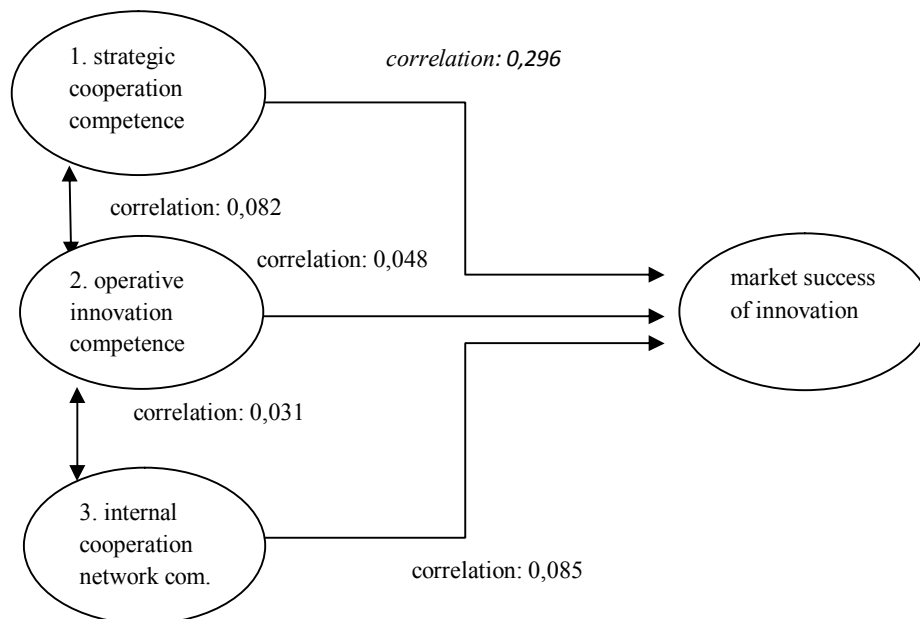 1. strategic
cooperation
competence
correlation: 0,296
correlation: 0,082
2. operative
innovation
competence
correlation: 0,048
market success
of innovation
correlation: 0,031
3. internal
cooperation
network com.
correlation: 0,085